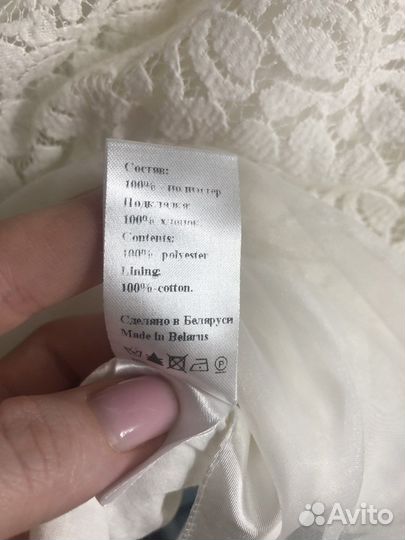 Состав:
100% - полиэстер
Подкладка:
100% хлопок.
Contents:
100% polyester
Lining:
100%-cotton.
Сделано в Беларуси
Made in Belarus
P
Avito